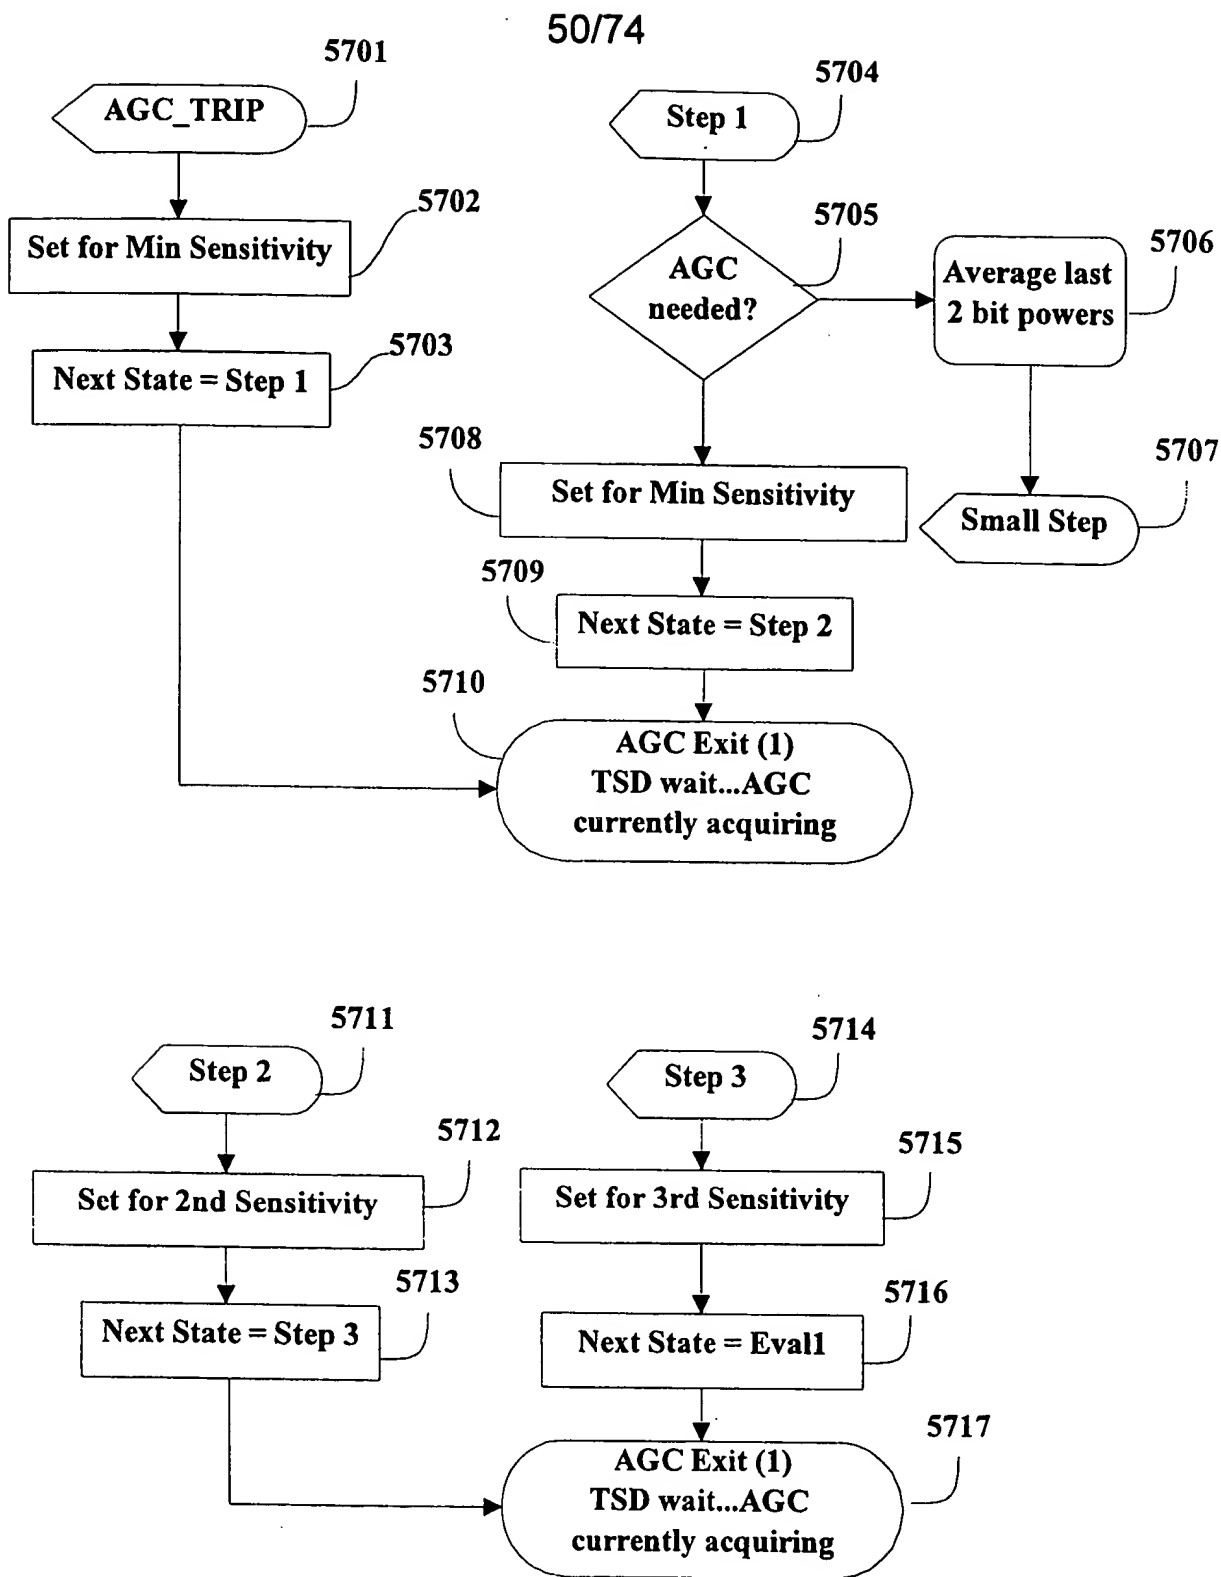 50/74
5701
AGC_TRIP
5702
Set for Min Sensitivity
5703
Next State = Step 1
5704
Step 1
5705
AGC
needed?
5706
Average last
2 bit powers
5707
Small Step
5708
Set for Min Sensitivity
5709
Next State = Step 2
5710
AGC Exit (1)
TSD wait...AGC
currently acquiring
5711
Step 2
5712
Set for 2nd Sensitivity
5713
Next State = Step 3
5714
Step 3
5715
Set for 3rd Sensitivity
5716
Next State = Eval1
5717
AGC Exit (1)
TSD wait...AGC
currently acquiring